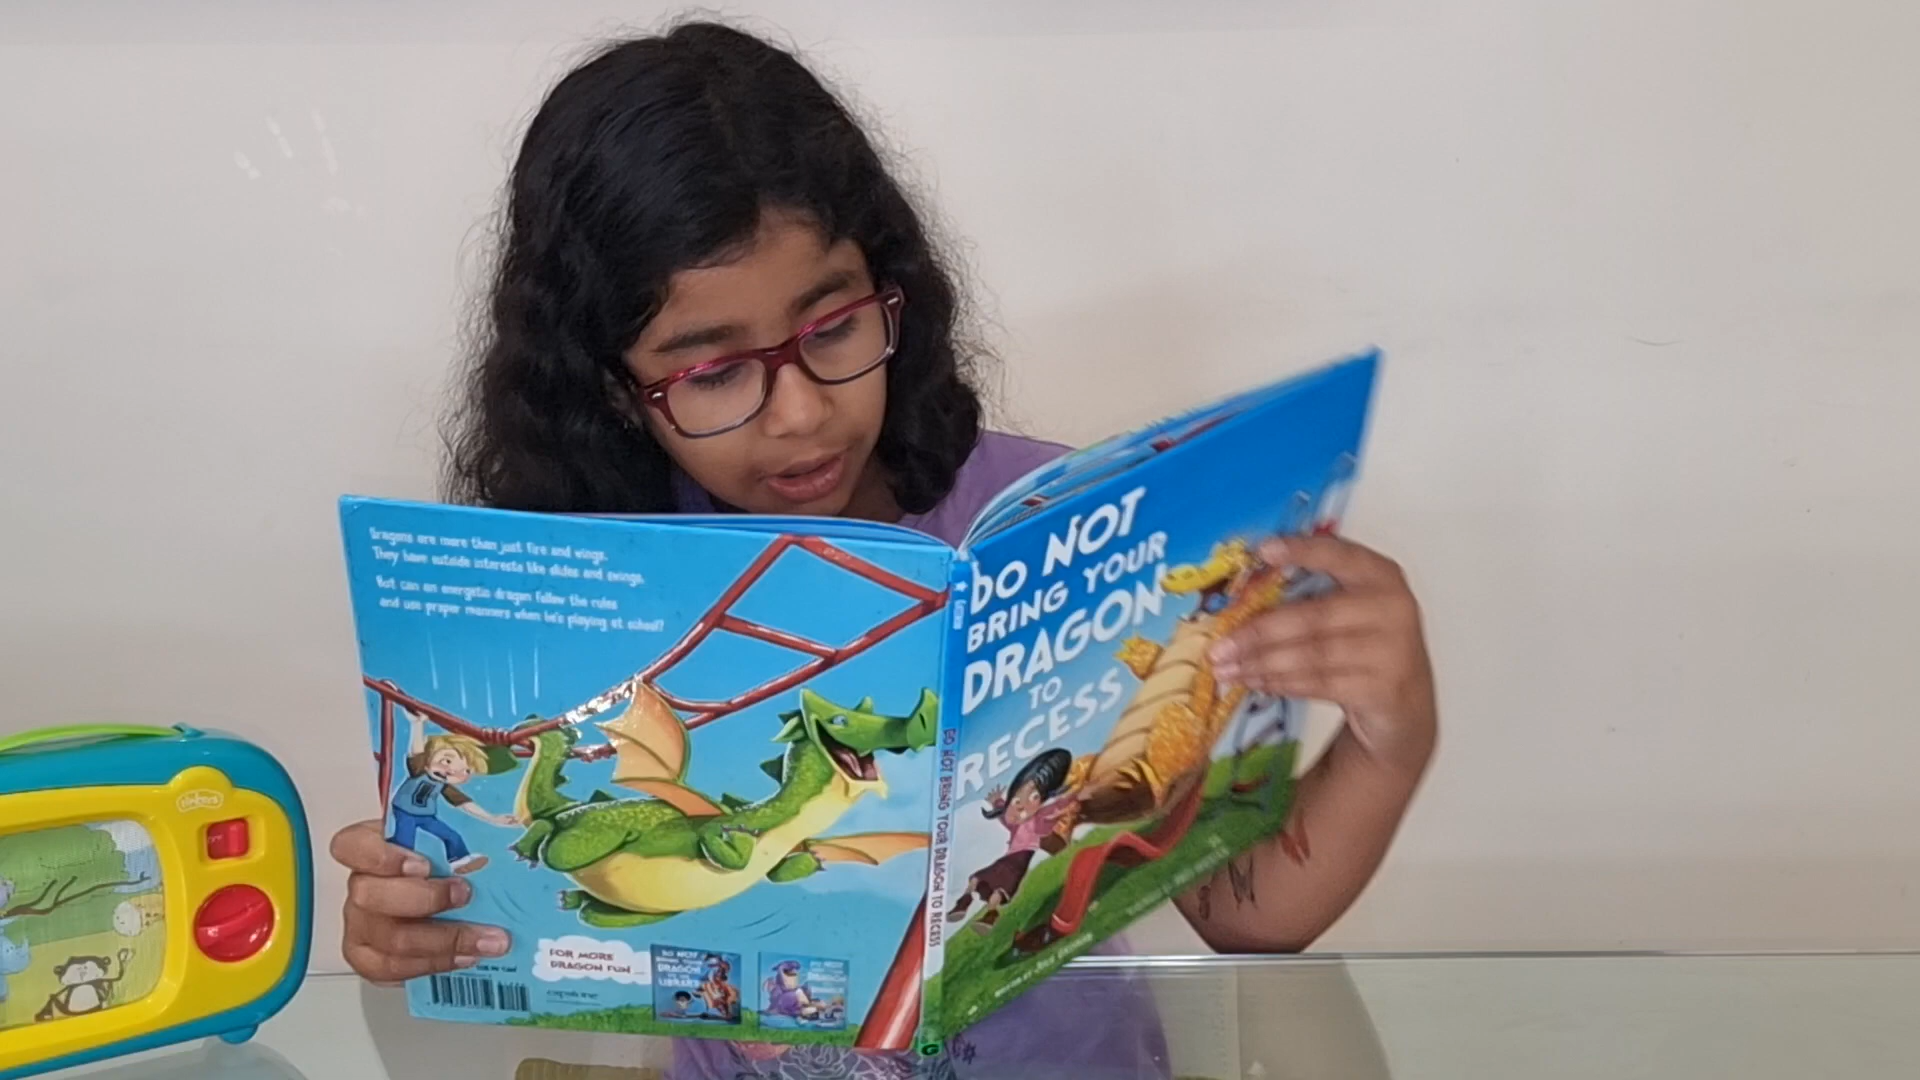 Dragons are more than just fire and wings.
They have outside interests like slides and swings.
But can an energetic dragon follow the rules
and use proper manners when he's playing at school?
FOR MORE
DRAGON FUN...
DO NOT
DRAGON
LIBRARY
capstone
DO NOT BRING YOUR DRAGON TO RECESS
DO NOT
BRING YOUR
DRAGON
TO
RECESS